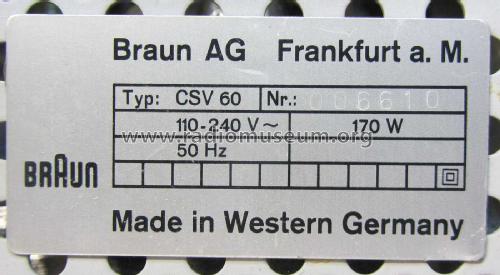 Braun AG Frankfurt a. M.
Typ: CSV 60 Nr.: 006610
110-240 V ~ 170 W
www.radiomuseum.org
50 Hz
BRAUN
Made in Western Germany